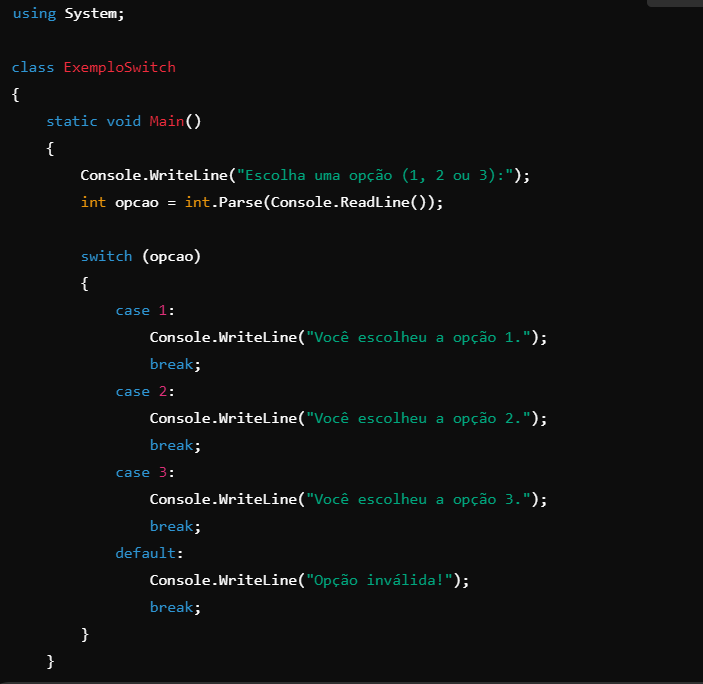 using System;
class ExemploSwitch
{
    static void Main()
    {
        Console.WriteLine("Escolha uma opção (1, 2 ou 3):");
        int opcao = int.Parse(Console.ReadLine());
        switch (opcao)
        {
            case 1:
                Console.WriteLine("Você escolheu a opção 1.");
                break;
            case 2:
                Console.WriteLine("Você escolheu a opção 2.");
                break;
            case 3:
                Console.WriteLine("Você escolheu a opção 3.");
                break;
            default:
                Console.WriteLine("Opção inválida!");
                break;
        }
    }